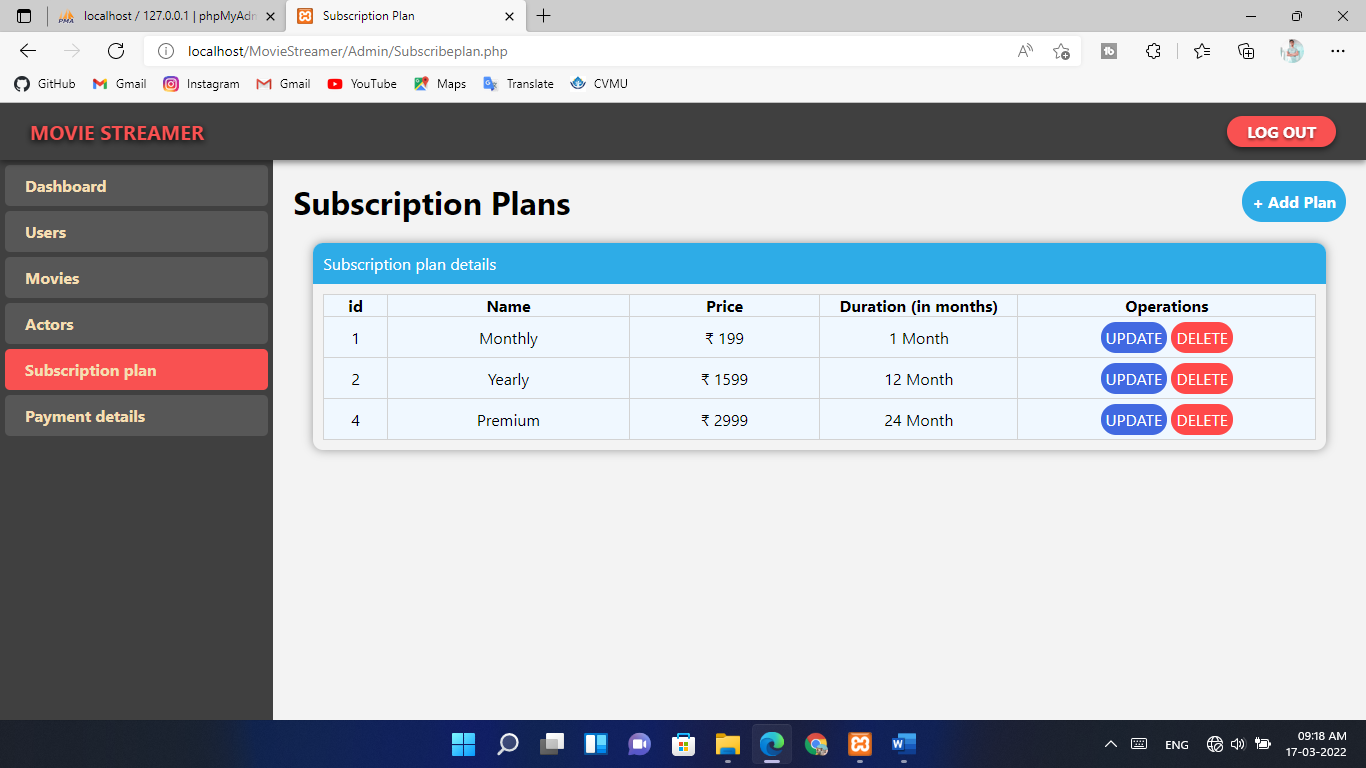 localhost / 127.0.0.1 | phpMyAdm
Subscription Plan
localhost/MovieStreamer/Admin/Subscribeplan.php
GitHub Gmail Instagram Gmail YouTube Maps Translate CVMU
MOVIE STREAMER
LOG OUT
Dashboard
Users
Movies
Actors
Subscription plan
Payment details
Subscription Plans
+ Add Plan
Subscription plan details
id Name Price Duration (in months) Operations
1 Monthly ₹ 199 1 Month UPDATE DELETE
2 Yearly ₹ 1599 12 Month UPDATE DELETE
4 Premium ₹ 2999 24 Month UPDATE DELETE
ENG
09:18 AM
17-03-2022